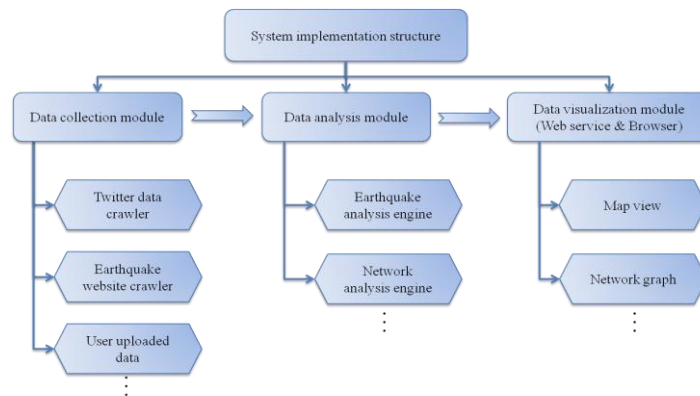 System implementation structure
Data collection module
Data analysis module
Data visualization module
(Web service & Browser)
Twitter data
crawler
Earthquake
website crawler
User uploaded
data
Earthquake
analysis engine
Network
analysis engine
Map view
Network graph